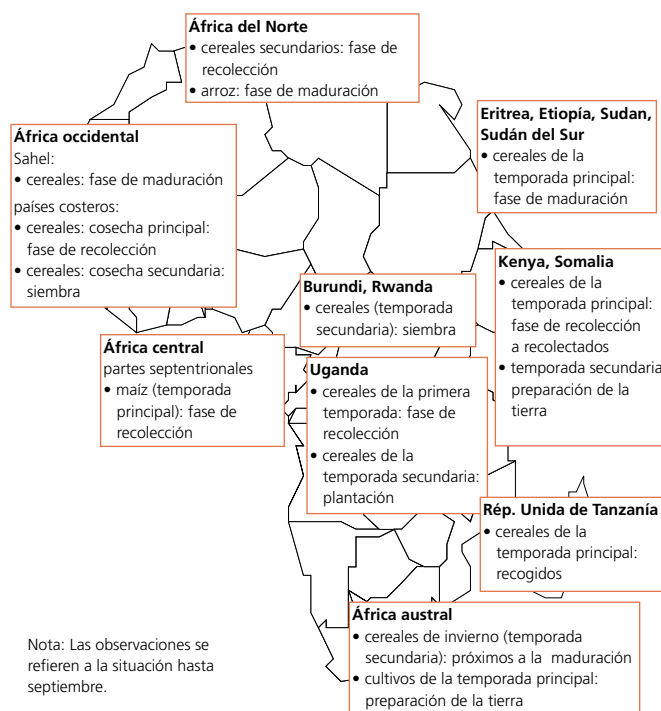 África del Norte
• cereales secundarios: fase de
recolección
• arroz: fase de maduración
Eritrea, Etiopía, Sudan,
Sudán del Sur
• cereales de la
temporada principal:
fase de maduración
África occidental
Sahel:
• cereales: fase de maduración
países costeros:
• cereales: cosecha principal:
fase de recolección
• cereales: cosecha secundaria:
siembra
Kenya, Somalia
• cereales de la
temporada principal:
fase de recolección
a recolectados
• temporada secundaria
preparación de la
tierra
Burundi, Rwanda
• cereales (temporada
secundaria): siembra
África central
partes septentrionales
• maíz (temporada
principal): fase de
recolección
Uganda
• cereales de la primera
temporada: fase de
recolección
• cereales de la
temporada secundaria:
plantación
Rép. Unida de Tanzanía
• cereales de la
temporada principal:
recogidos
África austral
• cereales de invierno (temporada
secundaria): próximos a la maduración
• cultivos de la temporada principal:
preparación de la tierra
Nota: Las observaciones se
refieren a la situación hasta
septiembre.